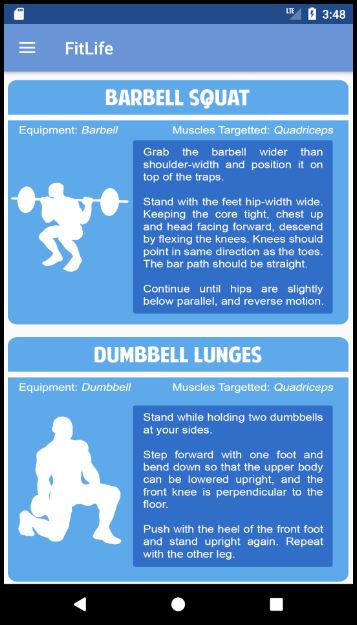 LTE 3:48
FitLife
BARBELL SQUAT
Equipment: Barbell Muscles Targetted: Quadriceps
Grab the barbell wider than
shoulder-width and position it on
top of the traps.
Stand with the feet hip-width wide.
Keeping the core tight, chest up
and head facing forward, descend
by flexing the knees. Knees should
point in same direction as the toes.
The bar path should be straight.
Continue until hips are slightly
below parallel, and reverse motion.
DUMBBELL LUNGES
Equipment: Dumbbell Muscles Targetted: Quadriceps
Stand while holding two dumbbells
at your sides.
Step forward with one foot and
bend down so that the upper body
can be lowered upright, and the
front knee is perpendicular to the
floor.
Push with the heel of the front foot
and stand upright again. Repeat
with the other leg.